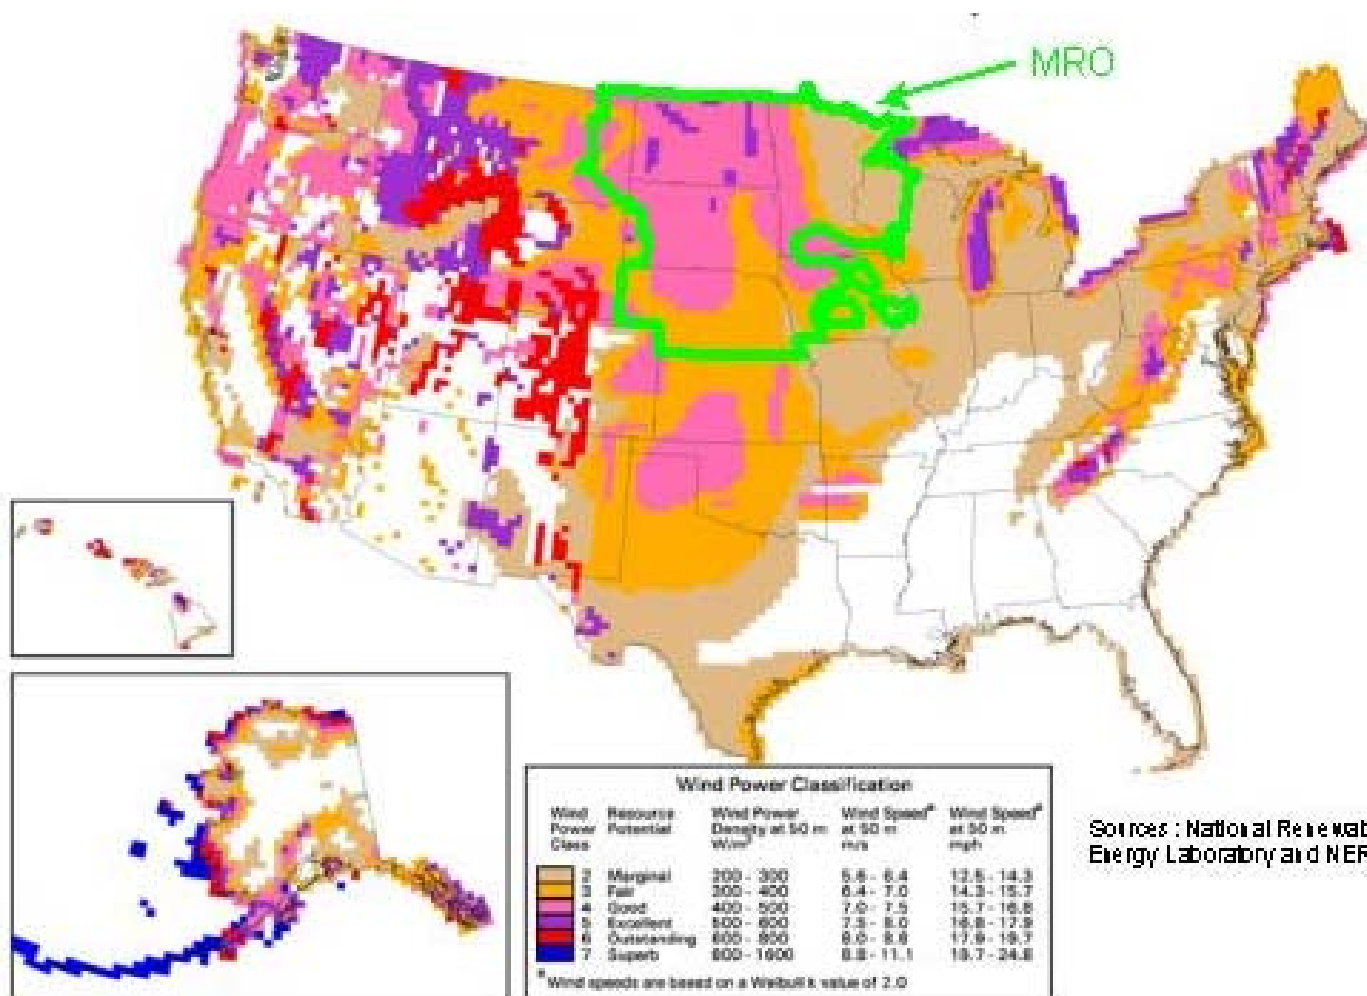 MRO
Wind Power Classification
Wind Resource Wind Power Wind Speedª Wind Speedª
Power Potential Density at 50 m at 50 m at 50 m
Class W/m² m/s mph
2 Marginal 200 - 300 5.6 - 6.4 12.5 - 14.3
3 Fair 300 - 400 6.4 - 7.0 14.3 - 15.7
4 Good 400 - 500 7.0 - 7.5 15.7 - 16.8
5 Excellent 500 - 600 7.5 - 8.0 16.8 - 17.9
6 Outstanding 600 - 800 8.0 - 8.8 17.9 - 19.7
7 Superb 800 - 1600 8.8 - 11.1 19.7 - 24.8
ª Wind speeds are based on a Weibull k value of 2.0
Sources : National Renewab
Energy Laboratory and NER